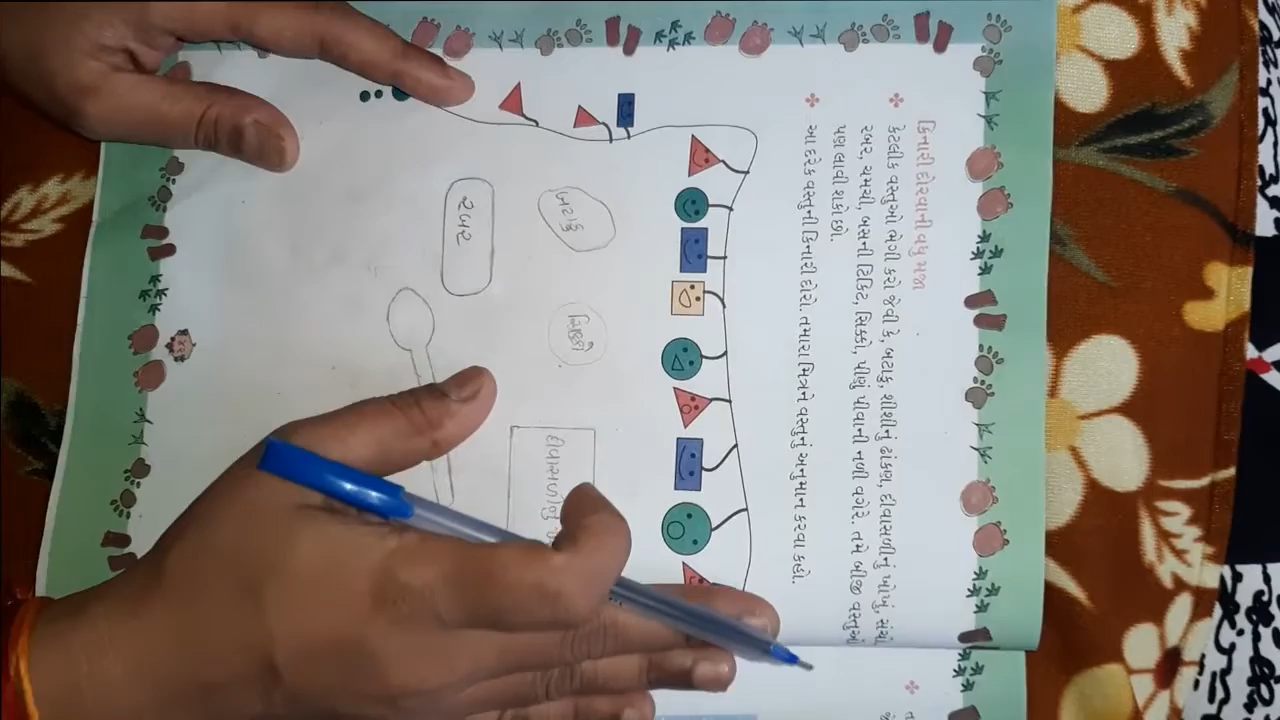 કિનારી દોરવાની વધુ મજા
કેટલીક વસ્તુઓ ભેગી કરો જેવી કે, બટાકુ, શીશીનું ઢાંકણ, દીવાસળીનું ખોખું, સંચો,
રબર, ચમચી, બસની ટિકિટ, સિક્કો, પીણું પીવાની નળી વગેરે. તમે બીજી વસ્તુઓ
પણ લાવી શકો છો.
આ દરેક વસ્તુની કિનારી દોરો. તમારા મિત્રને વસ્તુનું અનુમાન કરવા કહો.
બટાકુ
રબર
દીવાસળીનું